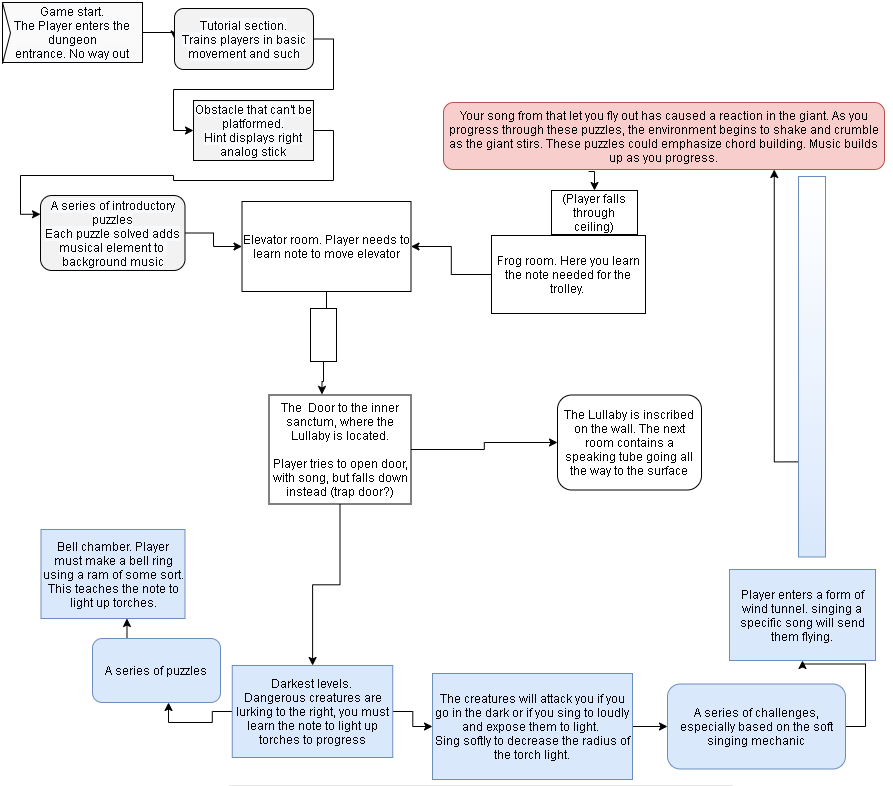 Game start.
The Player enters the
dungeon
entrance. No way out
Tutorial section.
Trains players in basic
movement and such
Obstacle that can't be
platformed.
Hint displays right
analog stick
Your song from that let you fly out has caused a reaction in the giant. As you
progress through these puzzles, the environment begins to shake and crumble
as the giant stirs. These puzzles could emphasize chord building. Music builds
up as you progress.
A series of introductory
puzzles
Each puzzle solved adds
musical element to
background music
Elevator room. Player needs to
learn note to move elevator
(Player falls
through
ceiling)
Frog room. Here you learn
the note needed for the
trolley.
The  Door to the inner
sanctum, where the
Lullaby is located.
Player tries to open door,
with song, but falls down
instead (trap door?)
The Lullaby is inscribed
on the wall. The next
room contains a
speaking tube going all
the way to the surface
Bell chamber. Player
must make a bell ring
using a ram of some sort.
This teaches the note to
light up torches.
A series of puzzles
Darkest levels.
Dangerous creatures are
lurking to the right, you must
learn the note to light up
torches to progress
The creatures will attack you if you
go in the dark or if you sing to loudly
and expose them to light.
Sing softly to decrease the radius of
the torch light.
A series of challenges,
especially based on the soft
singing mechanic
Player enters a form of
wind tunnel. singing a
specific song will send
them flying.